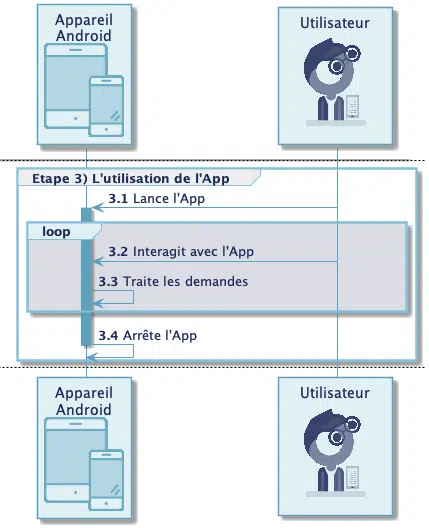 Appareil
Android
Utilisateur
Etape 3) L'utilisation de l'App
3.1 Lance l'App
loop
3.2 Interagit avec l'App
3.3 Traite les demandes
3.4 Arrête l'App
Appareil
Android
Utilisateur